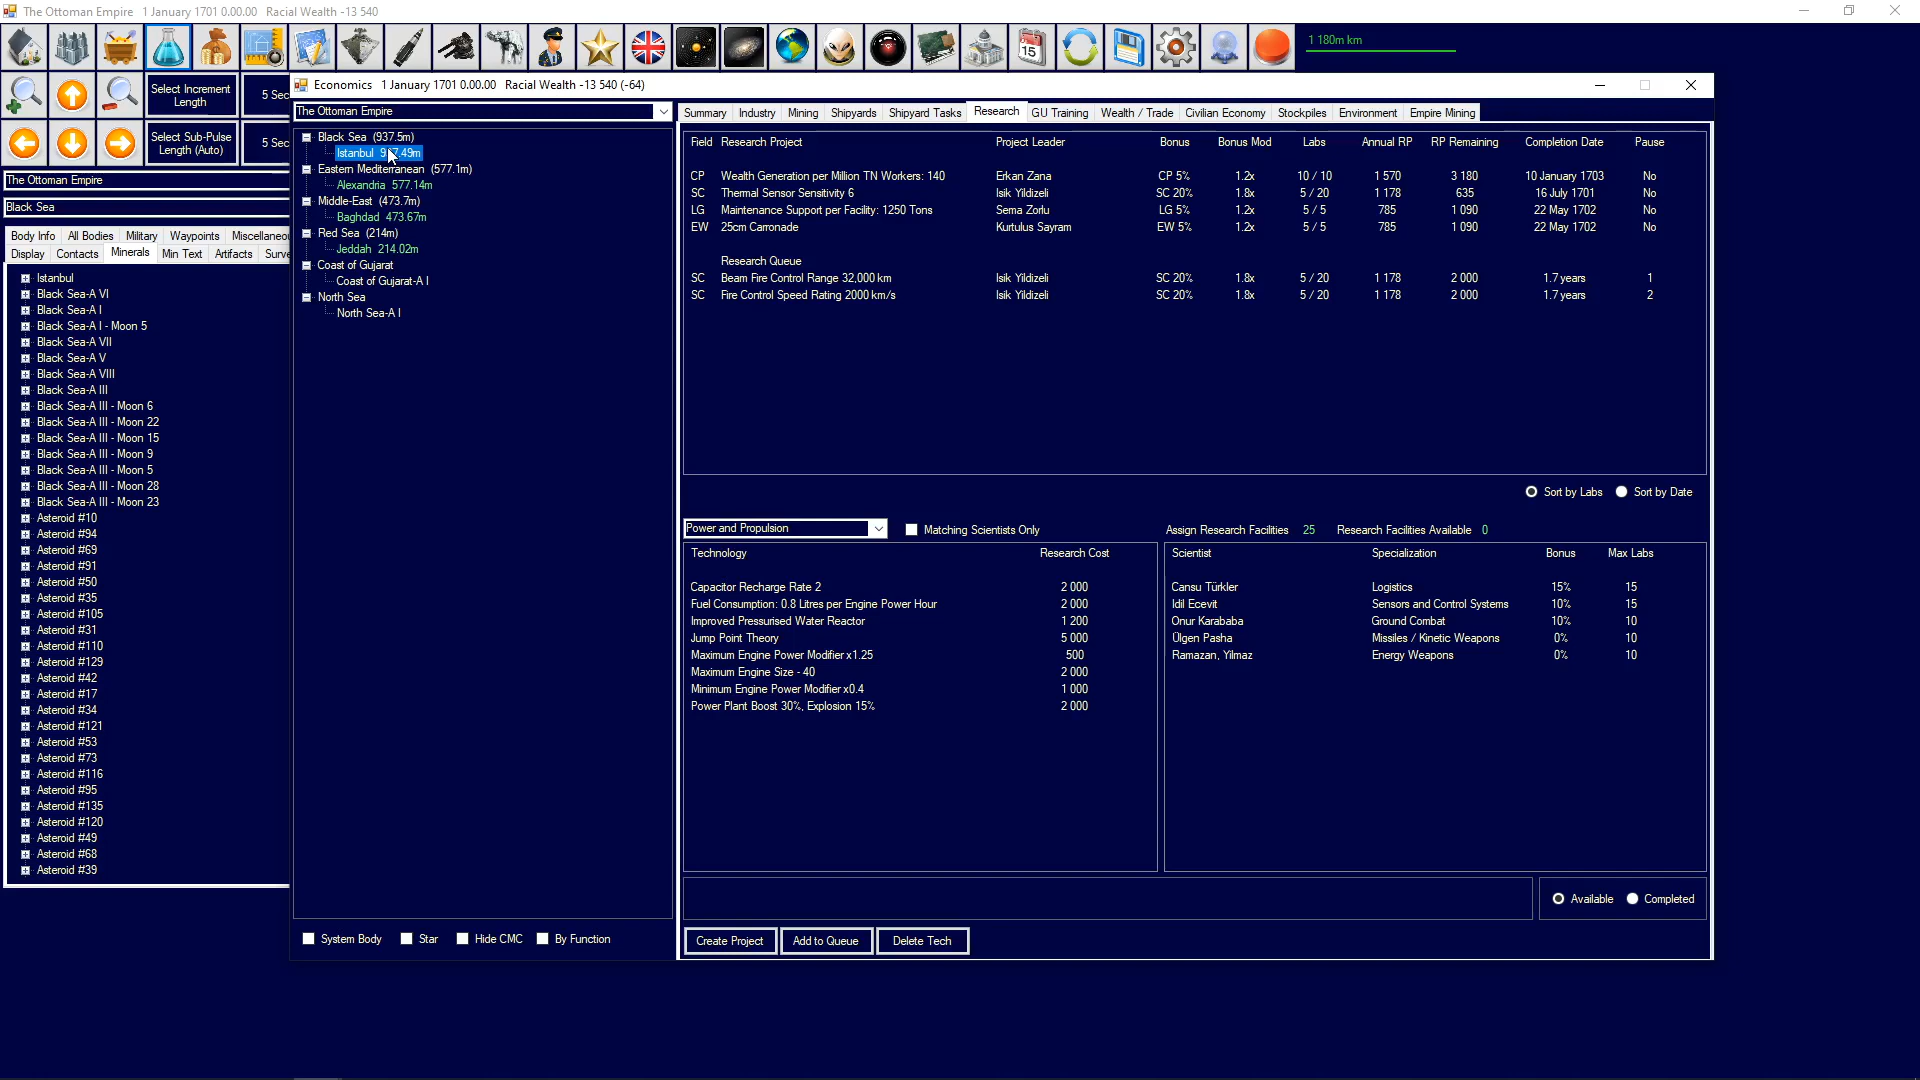 The Ottoman Empire 1 January 1701 0.00.00 Racial Wealth -13 540
15
1 180m km
Select Increment Length
5 Sec
Select Sub-Pulse Length (Auto)
5 Sec
The Ottoman Empire
Black Sea
Body Info All Bodies Military Waypoints Miscellaneou
Display Contacts Minerals Min Text Artifacts Surve
Istanbul
Black Sea-A VI
Black Sea-A I
Black Sea-A I - Moon 5
Black Sea-A VII
Black Sea-A V
Black Sea-A VIII
Black Sea-A III
Black Sea-A III - Moon 6
Black Sea-A III - Moon 22
Black Sea-A III - Moon 15
Black Sea-A III - Moon 9
Black Sea-A III - Moon 5
Black Sea-A III - Moon 28
Black Sea-A III - Moon 23
Asteroid #10
Asteroid #94
Asteroid #69
Asteroid #91
Asteroid #50
Asteroid #35
Asteroid #105
Asteroid #31
Asteroid #110
Asteroid #129
Asteroid #42
Asteroid #17
Asteroid #34
Asteroid #121
Asteroid #53
Asteroid #73
Asteroid #116
Asteroid #95
Asteroid #135
Asteroid #120
Asteroid #49
Asteroid #68
Asteroid #39
Economics 1 January 1701 0.00.00 Racial Wealth -13 540 (-64)
The Ottoman Empire
Black Sea (937.5m)
Istanbul
Eastern Mediterranean (577.1m)
Alexandria 577.14m
Middle-East (473.7m)
Baghdad 473.67m
Red Sea (214m)
Jeddah 214.02m
Coast of Gujarat
Coast of Gujarat-A I
North Sea
North Sea-A I
System Body Star Hide CMC By Function
Summary Industry Mining Shipyards Shipyard Tasks Research GU Training Wealth / Trade Civilian Economy Stockpiles Environment Empire Mining
Field Research Project Project Leader Bonus Bonus Mod Labs Annual RP RP Remaining Completion Date Pause
CP Wealth Generation per Million TN Workers: 140 Erkan Zana CP 5% 1.2x 10 / 10 1 570 3 180 10 January 1703 No
SC Thermal Sensor Sensitivity 6 Isik Yildizeli SC 20% 1.8x 5 / 20 1 178 635 16 July 1701 No
LG Maintenance Support per Facility: 1250 Tons Sema Zorlu LG 5% 1.2x 5 / 5 785 1 090 22 May 1702 No
EW 25cm Carronade Kurtulus Sayram EW 5% 1.2x 5 / 5 785 1 090 22 May 1702 No
Research Queue
SC Beam Fire Control Range 32,000 km Isik Yildizeli SC 20% 1.8x 5 / 20 1 178 2 000 1.7 years 1
SC Fire Control Speed Rating 2000 km/s Isik Yildizeli SC 20% 1.8x 5 / 20 1 178 2 000 1.7 years 2
Sort by Labs Sort by Date
Power and Propulsion Matching Scientists Only Assign Research Facilities 25 Research Facilities Available 0
Technology Research Cost
Capacitor Recharge Rate 2 2 000
Fuel Consumption: 0.8 Litres per Engine Power Hour 2 000
Improved Pressurised Water Reactor 1 200
Jump Point Theory 5 000
Maximum Engine Power Modifier x1.25 500
Maximum Engine Size - 40 2 000
Minimum Engine Power Modifier x0.4 1 000
Power Plant Boost 30%, Explosion 15% 2 000
Scientist Specialization Bonus Max Labs
Cansu Türkler Logistics 15% 15
Idil Ecevit Sensors and Control Systems 10% 15
Onur Karababa Ground Combat 10% 10
Ülgen Pasha Missiles / Kinetic Weapons 0% 10
Ramazan, Yilmaz Energy Weapons 0% 10
Available Completed
Create Project Add to Queue Delete Tech